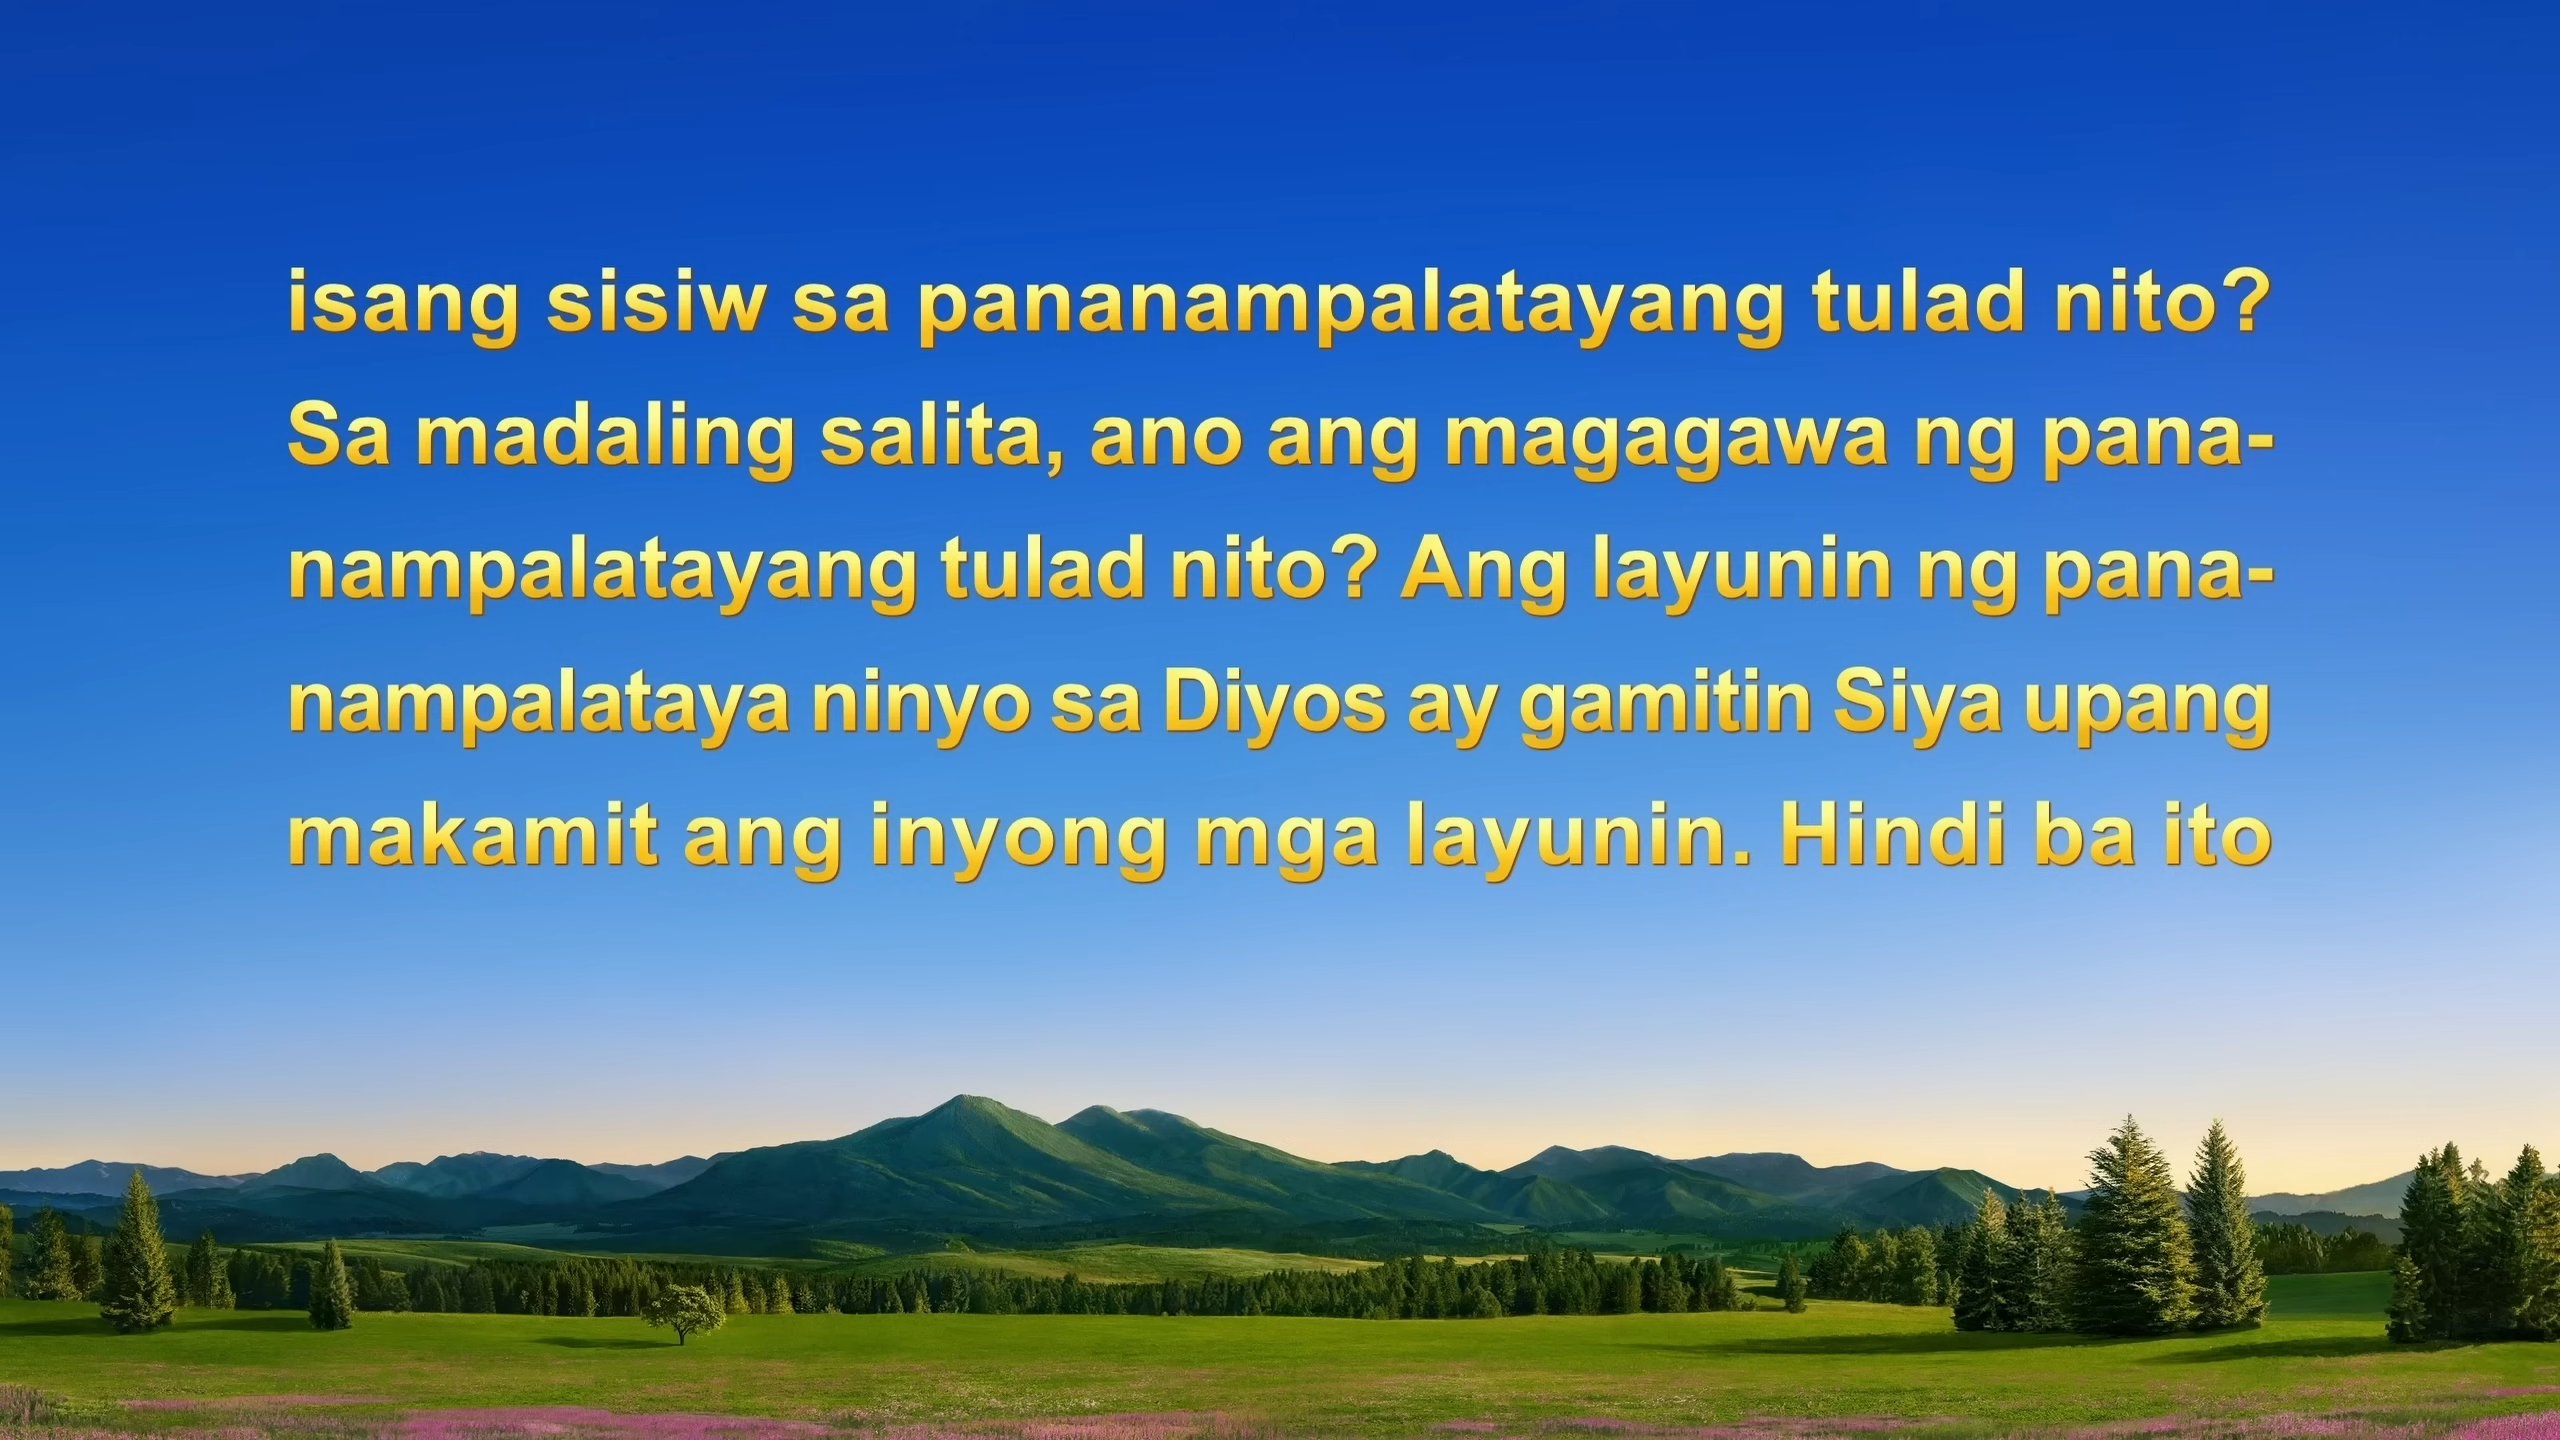 isang sisiw sa pananampalatayang tulad nito?
Sa madaling salita, ano ang magagawa ng pana-
nampalatayang tulad nito? Ang layunin ng pana-
nampalataya ninyo sa Diyos ay gamitin Siya upang
makamit ang inyong mga layunin. Hindi ba ito